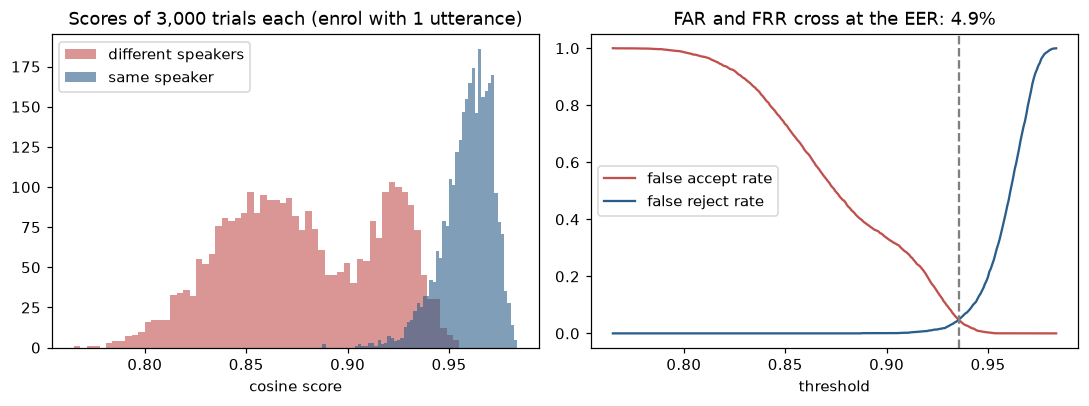 Scores of 3,000 trials each (enrol with 1 utterance)
different speakers
same speaker
175
150
125
100
75
50
25
0
0.80 0.85 0.90 0.95
cosine score
FAR and FRR cross at the EER: 4.9%
1.0
0.8
0.6
false accept rate
false reject rate
0.4
0.2
0.0
0.80 0.85 0.90 0.95
threshold